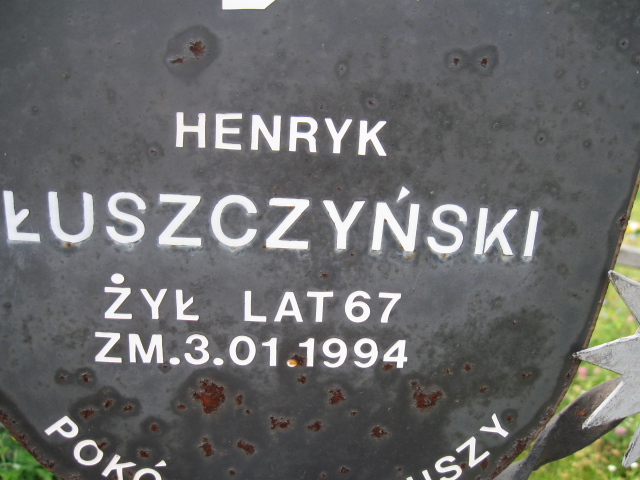 HENRYK
ŁUSZCZYŃSKI
ŻYŁ LAT 67
ZM.3.01.1994